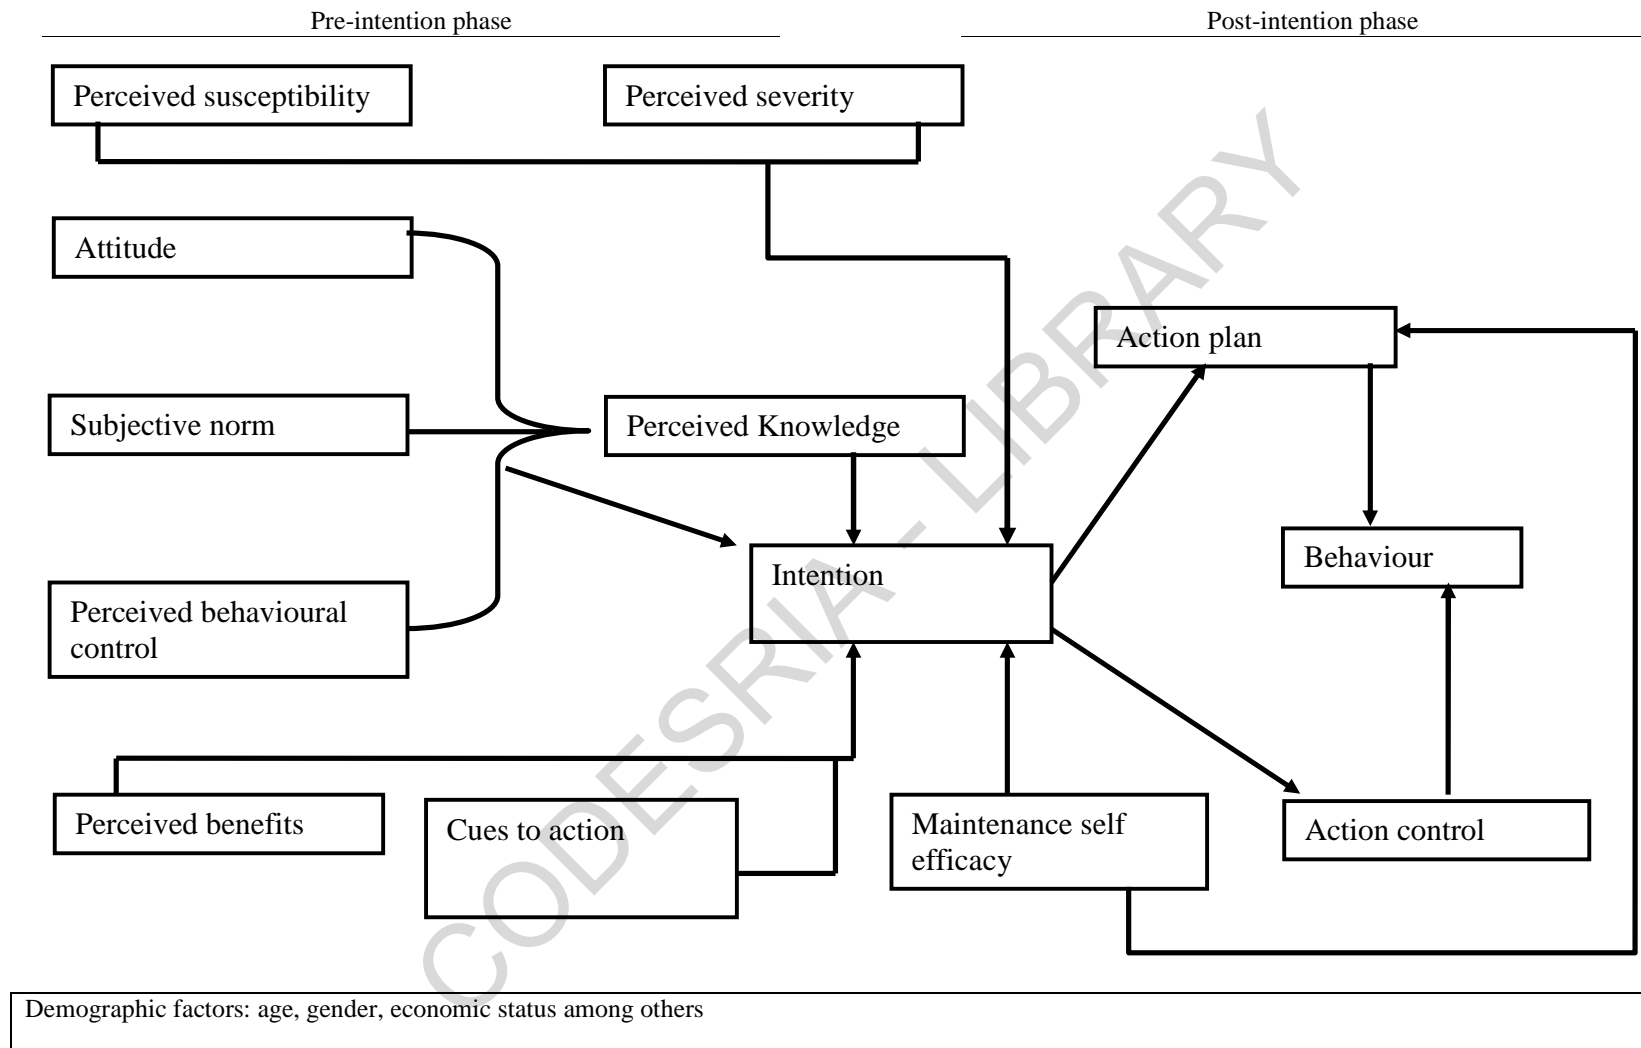 Pre-intention phase
Post-intention phase
Perceived susceptibility
Perceived severity
Attitude
Action plan
Subjective norm
Perceived Knowledge
Behaviour
Intention
Perceived behavioural
control
Perceived benefits
Cues to action
Maintenance self
efficacy
Action control
Demographic factors: age, gender, economic status among others
CODESRIA - LIBRARY